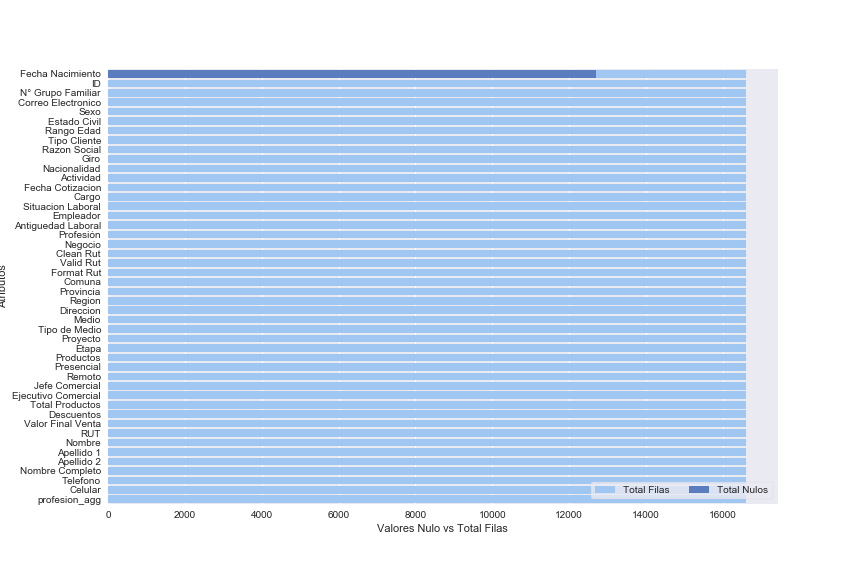 Fecha Nacimiento
ID
N° Grupo Familiar
Correo Electronico
Sexo
Estado Civil
Rango Edad
Tipo Cliente
Razon Social
Giro
Nacionalidad
Actividad
Fecha Cotizacion
Cargo
Situacion Laboral
Empleador
Antiguedad Laboral
Profesión
Negocio
Clean Rut
Valid Rut
Format Rut
Comuna
Provincia
Region
Direccion
Medio
Tipo de Medio
Proyecto
Etapa
Productos
Presencial
Remoto
Jefe Comercial
Ejecutivo Comercial
Total Productos
Descuentos
Valor Final Venta
RUT
Nombre
Apellido 1
Apellido 2
Nombre Completo
Telefono
Celular
profesion_agg
Atributos
Total Filas Total Nulos
0 2000 4000 6000 8000 10000 12000 14000 16000
Valores Nulo vs Total Filas